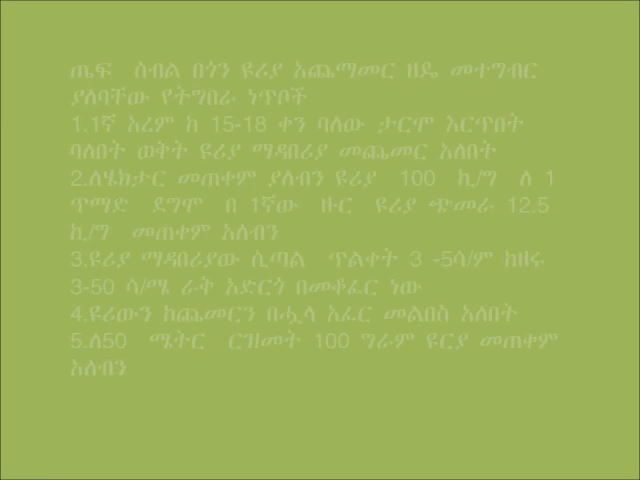 ጤፍ ሰብል በጎን ዩሪያ አጨማመር ዘዴ መተግብር
ያለባቸው የትግበራ ነጥቦች
1.1ኛ አረም ከ 15-18 ቀን ባለው ታርሞ እርጥበት
ባለበት ወቅት ዩሪያ ማዳበሪያ መጨመር አለበት
2.ለሄክታር መጠቀም ያለብን ዩሪያ 100 ኪ/ግ ለ 1
ጥማድ ደግሞ በ 1ኛው ዙር ዩሪያ ጭመራ 12.5
ኪ/ግ መጠቀም አለብን
3.ዩሪያ ማዳበሪያው ሲጣል ጥልቀት 3 -5ሳ/ም ከዘሩ
3-50 ሳ/ሜ ራቅ አድርጎ በመቆፈር ነው
4.ዩሪውን ከጨመርን በሗላ አፈር መልበስ አለበት
5.ለ50 ሜትር ርዝመት 100 ግራም ዩርያ መጠቀም
አለብን